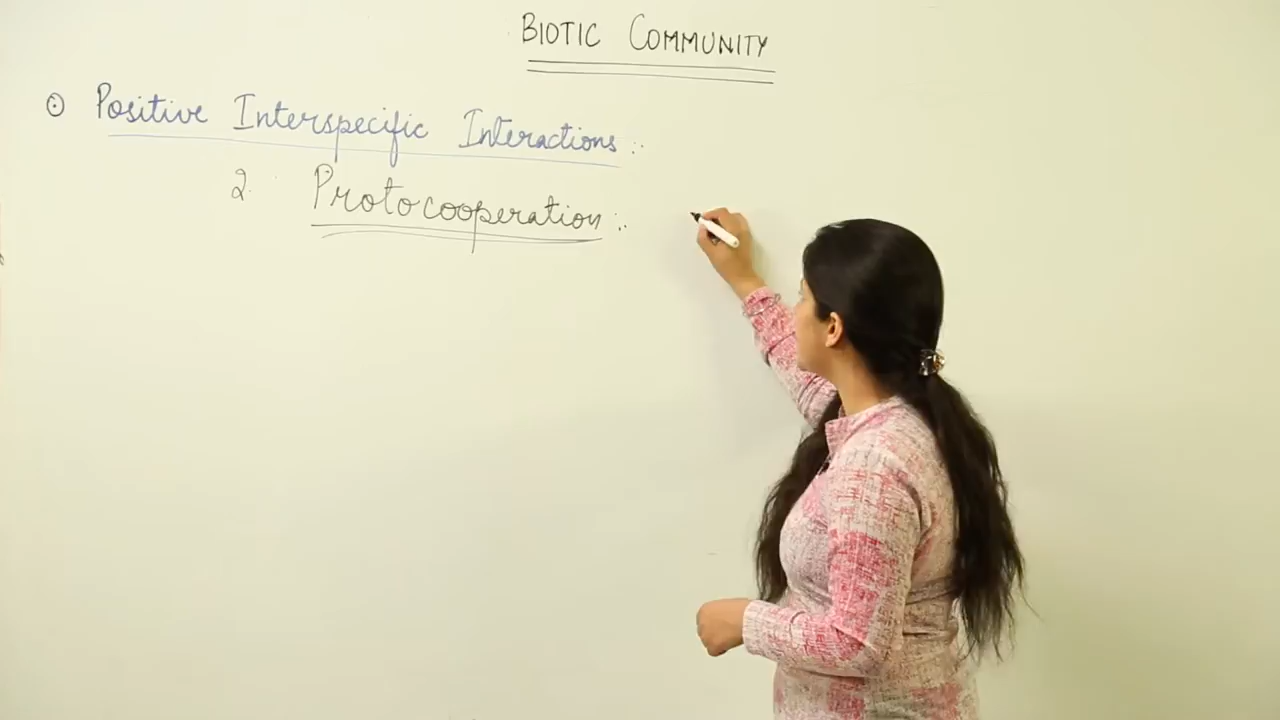 BIOTIC COMMUNITY
⊙ Positive Interspecific Interactions :-
2. Protocooperation :-